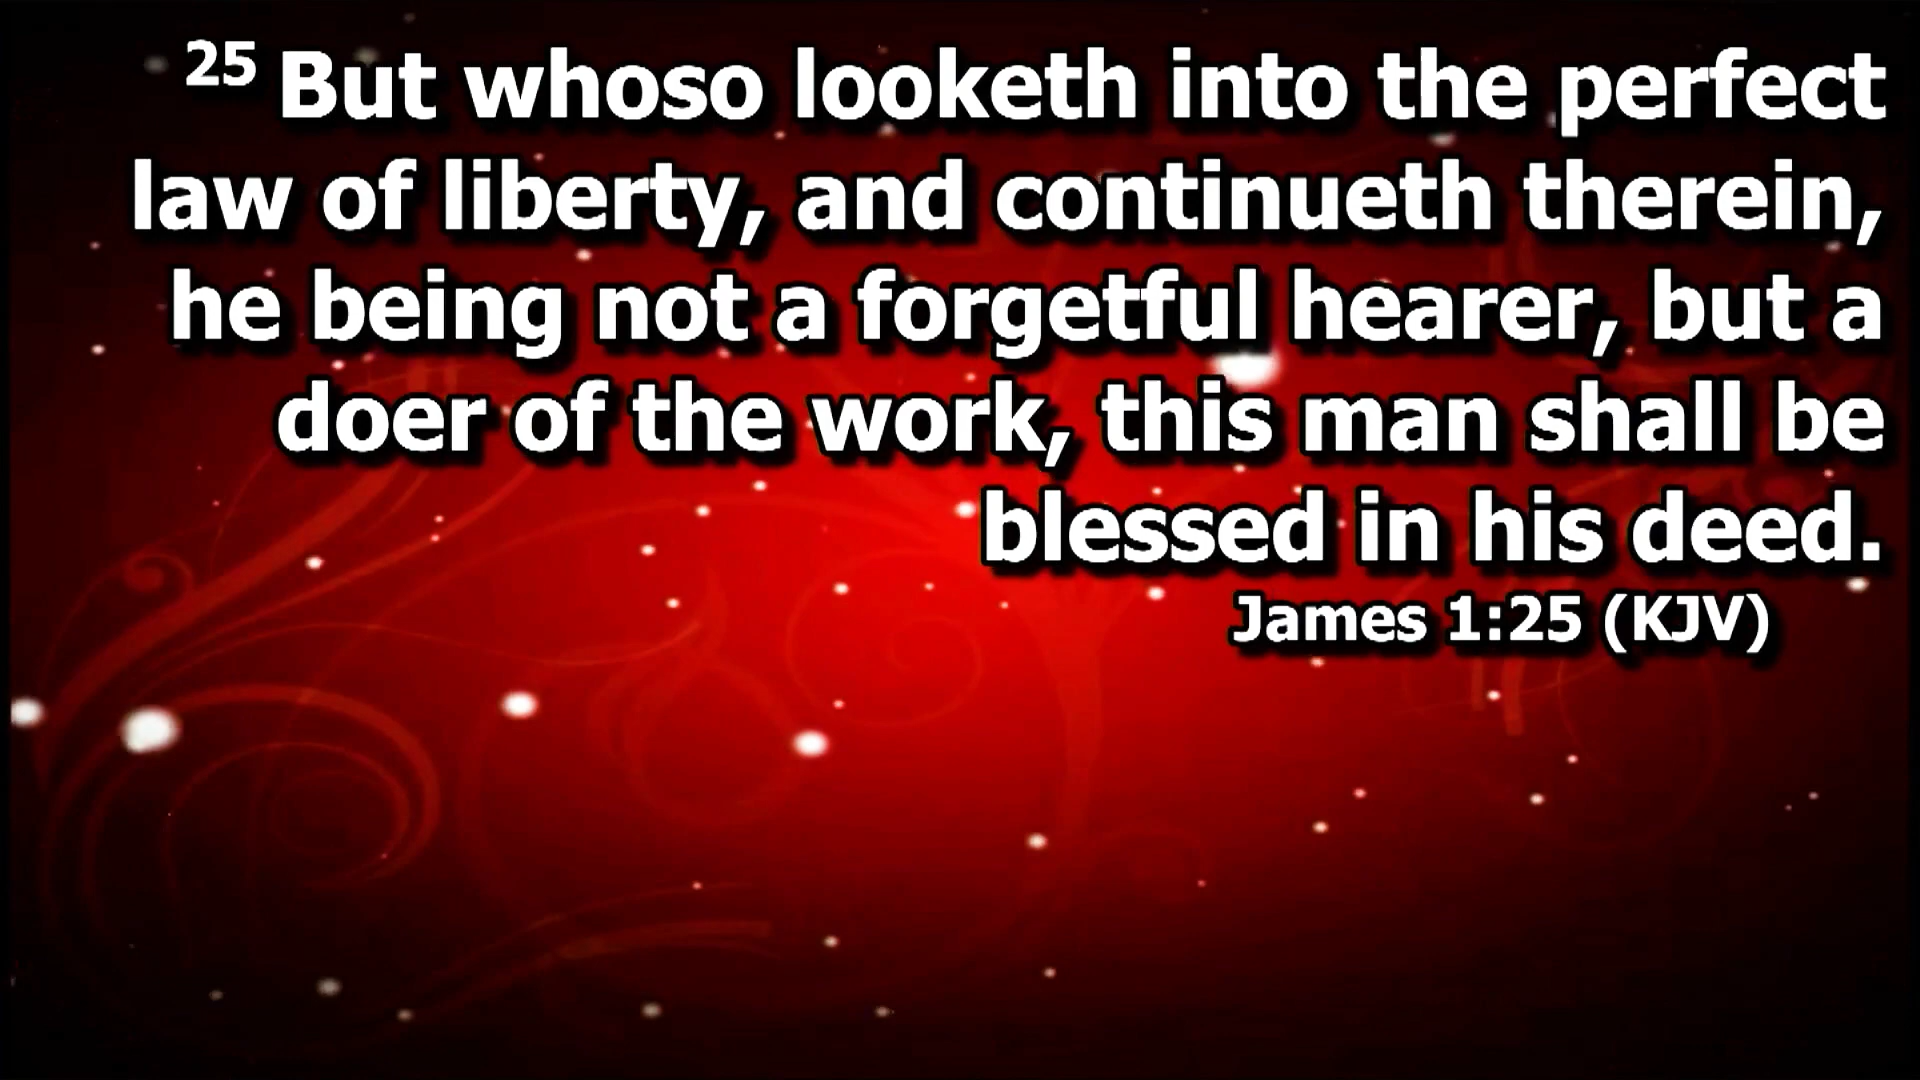 25 But whoso looketh into the perfect
law of liberty, and continueth therein,
he being not a forgetful hearer, but a
doer of the work, this man shall be
blessed in his deed.
James 1:25 (KJV)